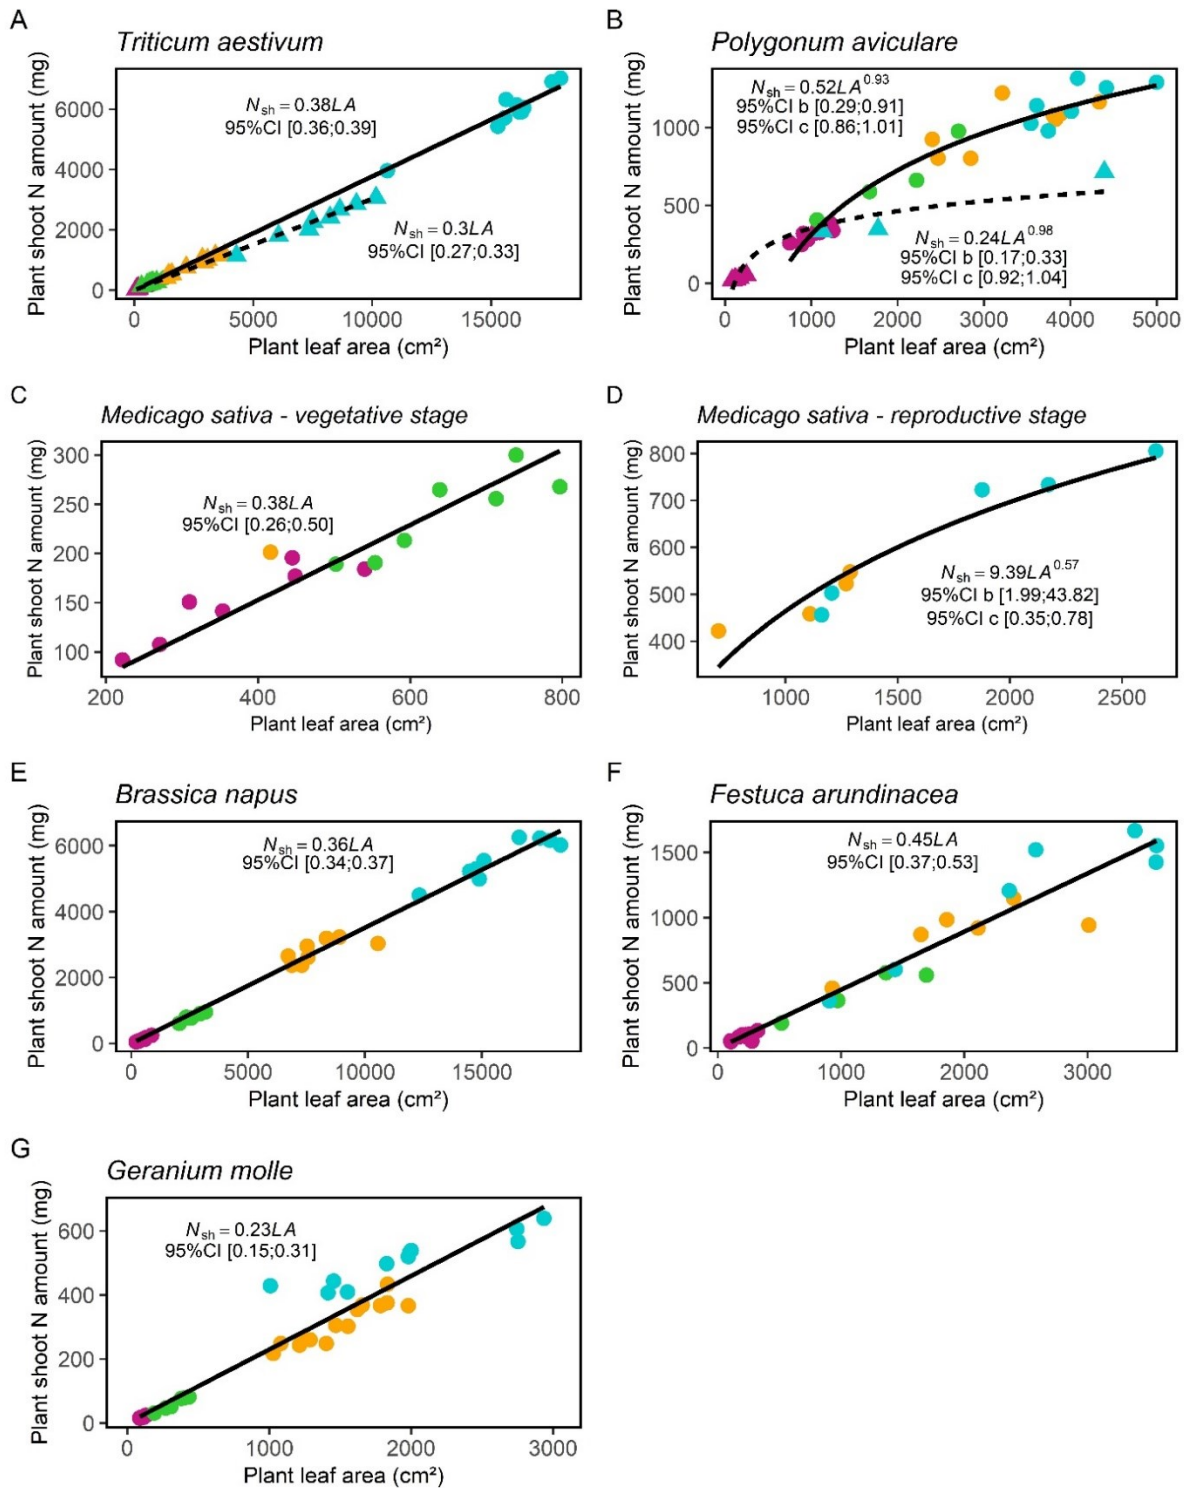 A
Triticum aestivum
Plant shoot N amount (mg)
6000
4000
2000
0
Nsh = 0.38LA
95%CI [0.36;0.39]
Nsh = 0.3LA
95%CI [0.27;0.33]
0 5000 10000 15000
Plant leaf area (cm²)
B
Polygonum aviculare
Plant shoot N amount (mg)
1000
500
0
Nsh = 0.52LA^0.93
95%CI b [0.29;0.91]
95%CI c [0.86;1.01]
Nsh = 0.24LA^0.98
95%CI b [0.17;0.33]
95%CI c [0.92;1.04]
0 1000 2000 3000 4000 5000
Plant leaf area (cm²)
C
Medicago sativa - vegetative stage
Plant shoot N amount (mg)
300
250
200
150
100
Nsh = 0.38LA
95%CI [0.26;0.50]
200 400 600 800
Plant leaf area (cm²)
D
Medicago sativa - reproductive stage
Plant shoot N amount (mg)
800
700
600
500
400
Nsh = 9.39LA^0.57
95%CI b [1.99;43.82]
95%CI c [0.35;0.78]
1000 1500 2000 2500
Plant leaf area (cm²)
E
Brassica napus
Plant shoot N amount (mg)
6000
4000
2000
0
Nsh = 0.36LA
95%CI [0.34;0.37]
0 5000 10000 15000
Plant leaf area (cm²)
F
Festuca arundinacea
Plant shoot N amount (mg)
1500
1000
500
0
Nsh = 0.45LA
95%CI [0.37;0.53]
0 1000 2000 3000
Plant leaf area (cm²)
G
Geranium molle
Plant shoot N amount (mg)
600
400
200
0
Nsh = 0.23LA
95%CI [0.15;0.31]
0 1000 2000 3000
Plant leaf area (cm²)